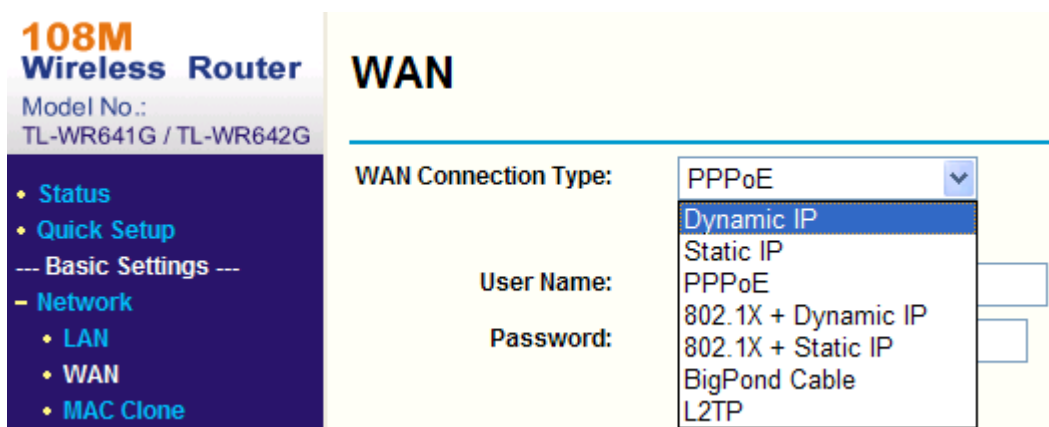 108M
Wireless Router
Model No.:
TL-WR641G / TL-WR642G
• Status
• Quick Setup
--- Basic Settings ---
– Network
• LAN
• WAN
• MAC Clone
WAN
WAN Connection Type:
PPPoE
Dynamic IP
Static IP
PPPoE
802.1X + Dynamic IP
802.1X + Static IP
BigPond Cable
L2TP
User Name:
Password: